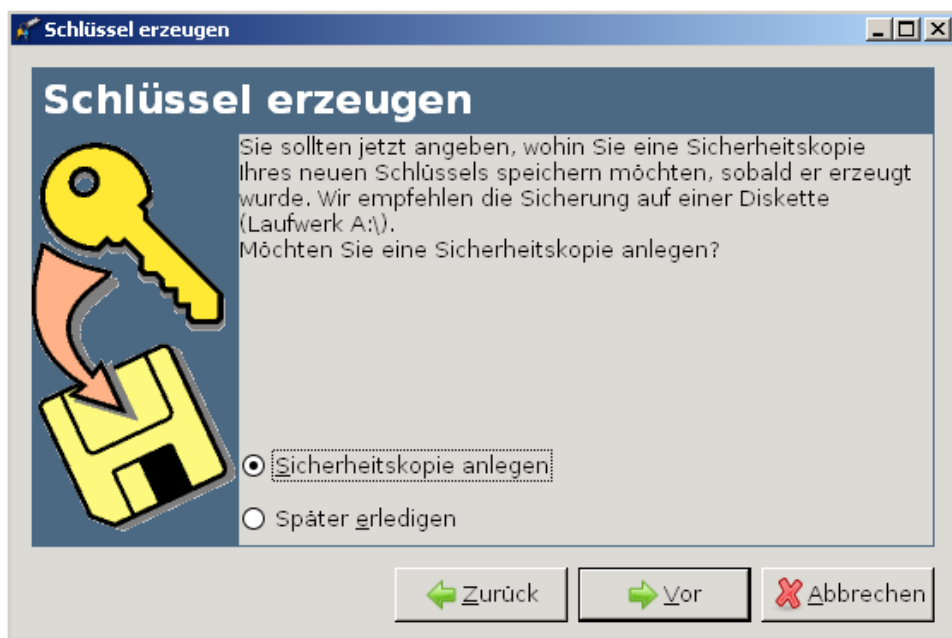 Schlüssel erzeugen
Schlüssel erzeugen
Sie sollten jetzt angeben, wohin Sie eine Sicherheitskopie
Ihres neuen Schlüssels speichern möchten, sobald er erzeugt
wurde. Wir empfehlen die Sicherung auf einer Diskette
(Laufwerk A:\).
Möchten Sie eine Sicherheitskopie anlegen?
Sicherheitskopie anlegen
Später erledigen
Zurück
Vor
Abbrechen